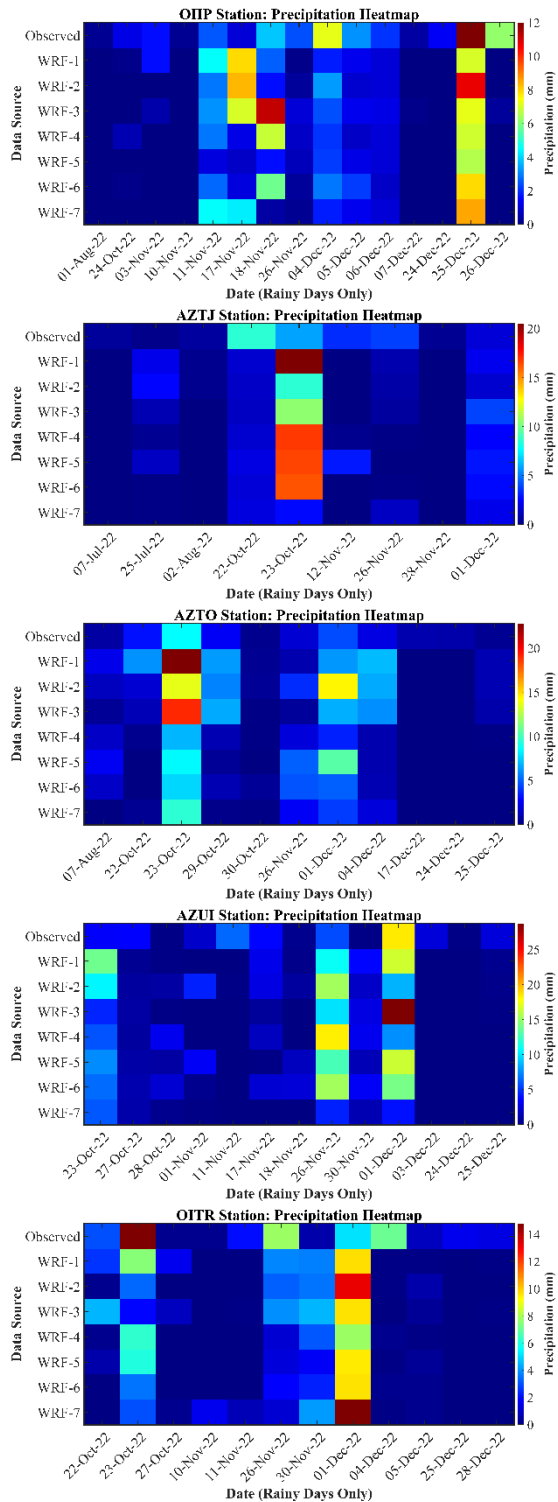 OIIP Station: Precipitation Heatmap
Data Source
Observed
WRF-1
WRF-2
WRF-3
WRF-4
WRF-5
WRF-6
WRF-7
01-Aug-22
24-Oct-22
03-Nov-22
10-Nov-22
11-Nov-22
17-Nov-22
18-Nov-22
26-Nov-22
04-Dec-22
05-Dec-22
06-Dec-22
07-Dec-22
24-Dec-22
25-Dec-22
26-Dec-22
Date (Rainy Days Only)
12
10
8
6
4
2
0
Precipitation (mm)
AZTJ Station: Precipitation Heatmap
Data Source
Observed
WRF-1
WRF-2
WRF-3
WRF-4
WRF-5
WRF-6
WRF-7
07-Jul-22
25-Jul-22
02-Aug-22
22-Oct-22
23-Oct-22
12-Nov-22
26-Nov-22
28-Nov-22
01-Dec-22
Date (Rainy Days Only)
20
15
10
5
0
Precipitation (mm)
AZTO Station: Precipitation Heatmap
Data Source
Observed
WRF-1
WRF-2
WRF-3
WRF-4
WRF-5
WRF-6
WRF-7
07-Aug-22
22-Oct-22
23-Oct-22
29-Oct-22
30-Oct-22
26-Nov-22
01-Dec-22
04-Dec-22
17-Dec-22
24-Dec-22
25-Dec-22
Date (Rainy Days Only)
20
15
10
5
0
Precipitation (mm)
AZUI Station: Precipitation Heatmap
Data Source
Observed
WRF-1
WRF-2
WRF-3
WRF-4
WRF-5
WRF-6
WRF-7
23-Oct-22
27-Oct-22
28-Oct-22
01-Nov-22
11-Nov-22
17-Nov-22
18-Nov-22
26-Nov-22
30-Nov-22
01-Dec-22
03-Dec-22
24-Dec-22
25-Dec-22
Date (Rainy Days Only)
25
20
15
10
5
0
Precipitation (mm)
OITR Station: Precipitation Heatmap
Data Source
Observed
WRF-1
WRF-2
WRF-3
WRF-4
WRF-5
WRF-6
WRF-7
22-Oct-22
23-Oct-22
27-Oct-22
10-Nov-22
11-Nov-22
26-Nov-22
30-Nov-22
01-Dec-22
04-Dec-22
05-Dec-22
25-Dec-22
28-Dec-22
Date (Rainy Days Only)
14
12
10
8
6
4
2
0
Precipitation (mm)